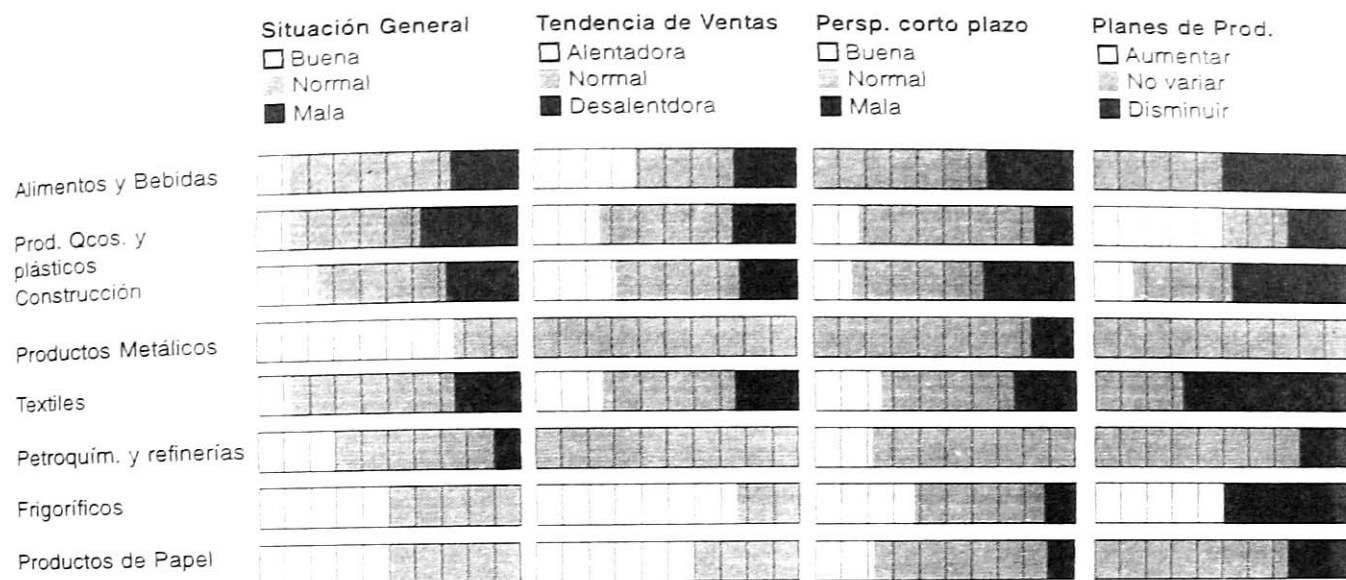 Situación General
Buena
Normal
Mala
Tendencia de Ventas
Alentadora
Normal
Desalentdora
Persp. corto plazo
Buena
Normal
Mala
Planes de Prod.
Aumentar
No variar
Disminuir
Alimentos y Bebidas
Prod. Qcos. y
plásticos
Construcción
Productos Metálicos
Textiles
Petroquím. y refinerías
Frigoríficos
Productos de Papel